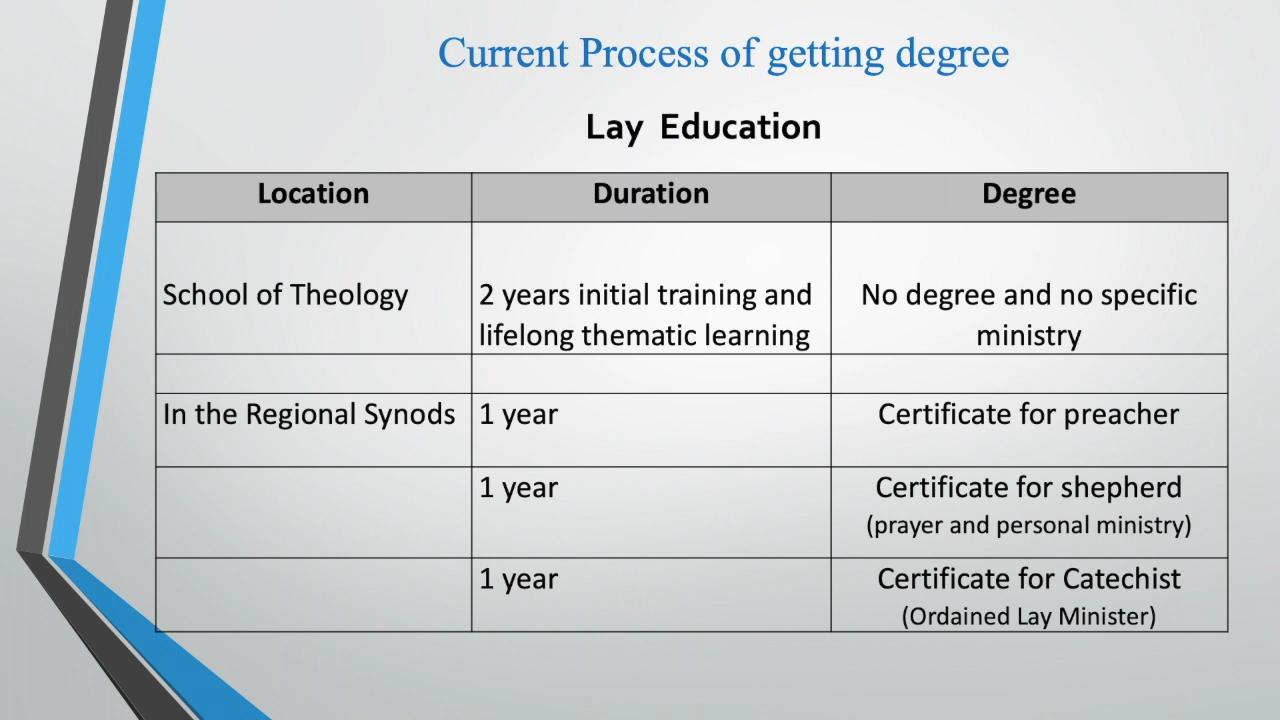 Current Process of getting degree
Lay Education
Location Duration Degree
School of Theology 2 years initial training and No degree and no specific
lifelong thematic learning ministry
In the Regional Synods 1 year Certificate for preacher
1 year Certificate for shepherd
(prayer and personal ministry)
1 year Certificate for Catechist
(Ordained Lay Minister)